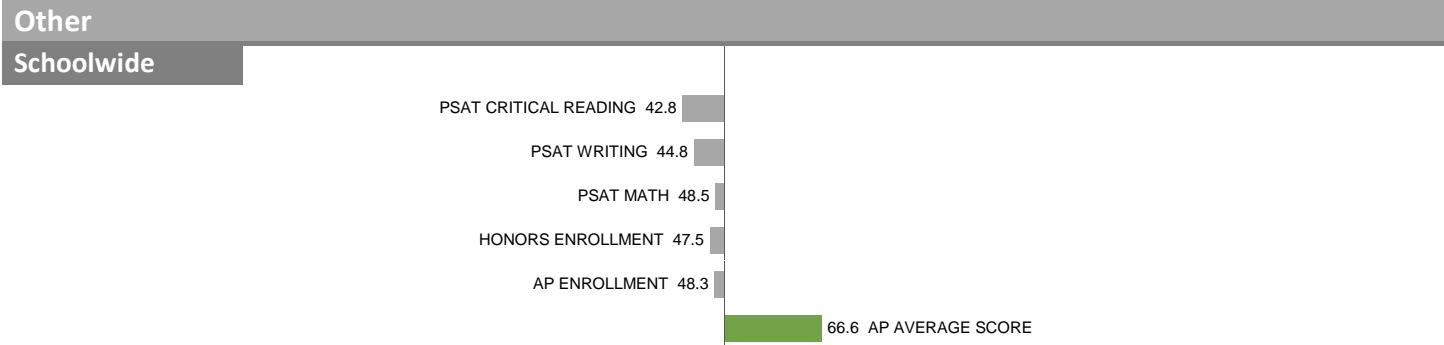 Other
Schoolwide
PSAT CRITICAL READING 42.8
PSAT WRITING 44.8
PSAT MATH 48.5
HONORS ENROLLMENT 47.5
AP ENROLLMENT 48.3
66.6 AP AVERAGE SCORE